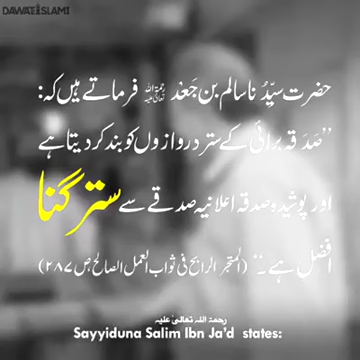 DAWATEISLAMI
حضرت سیّدُنا سالم بن جَعْد رحمۃ اللہ تعالیٰ علیہ فرماتے ہیں کہ:
”صَدَقہ برائی کے ستر دروازوں کو بند کر دیتا ہے
اور پوشیدہ صدقہ اعلانیہ صدقے سے ستر گنا
افضل ہے۔“ (المتجر الرابح فی ثواب العمل الصالح، ص ۲۸۷)
رحمۃ اللہ تعالیٰ علیہ
Sayyiduna Salim Ibn Ja'd states: